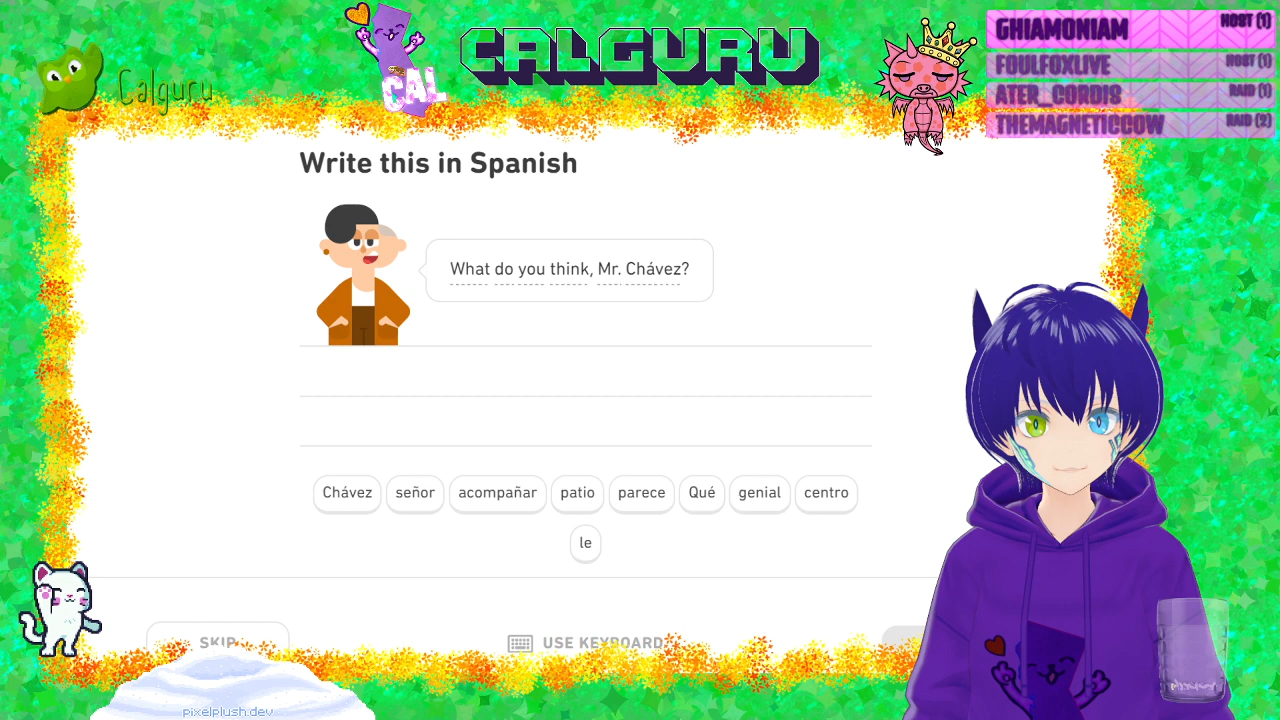 Calguru
CAL
CALGURU
GHIAMONIAM HOST (1)
FOULFOXLIVE HOST (1)
ATER_CORDIS RAID (1)
THEMAGNETICCOW RAID (2)
Write this in Spanish
What do you think, Mr. Chávez?
Chávez señor acompañar patio parece Qué genial centro
le
SKIP
USE KEYBOARD
pixelplush.dev